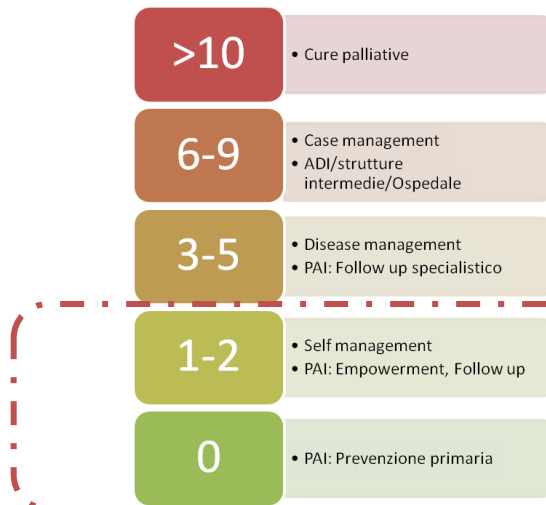 >10
• Cure palliative
6-9
• Case management
• ADI/strutture
intermedie/Ospedale
3-5
• Disease management
• PAI: Follow up specialistico
1-2
• Self management
• PAI: Empowerment, Follow up
0
• PAI: Prevenzione primaria